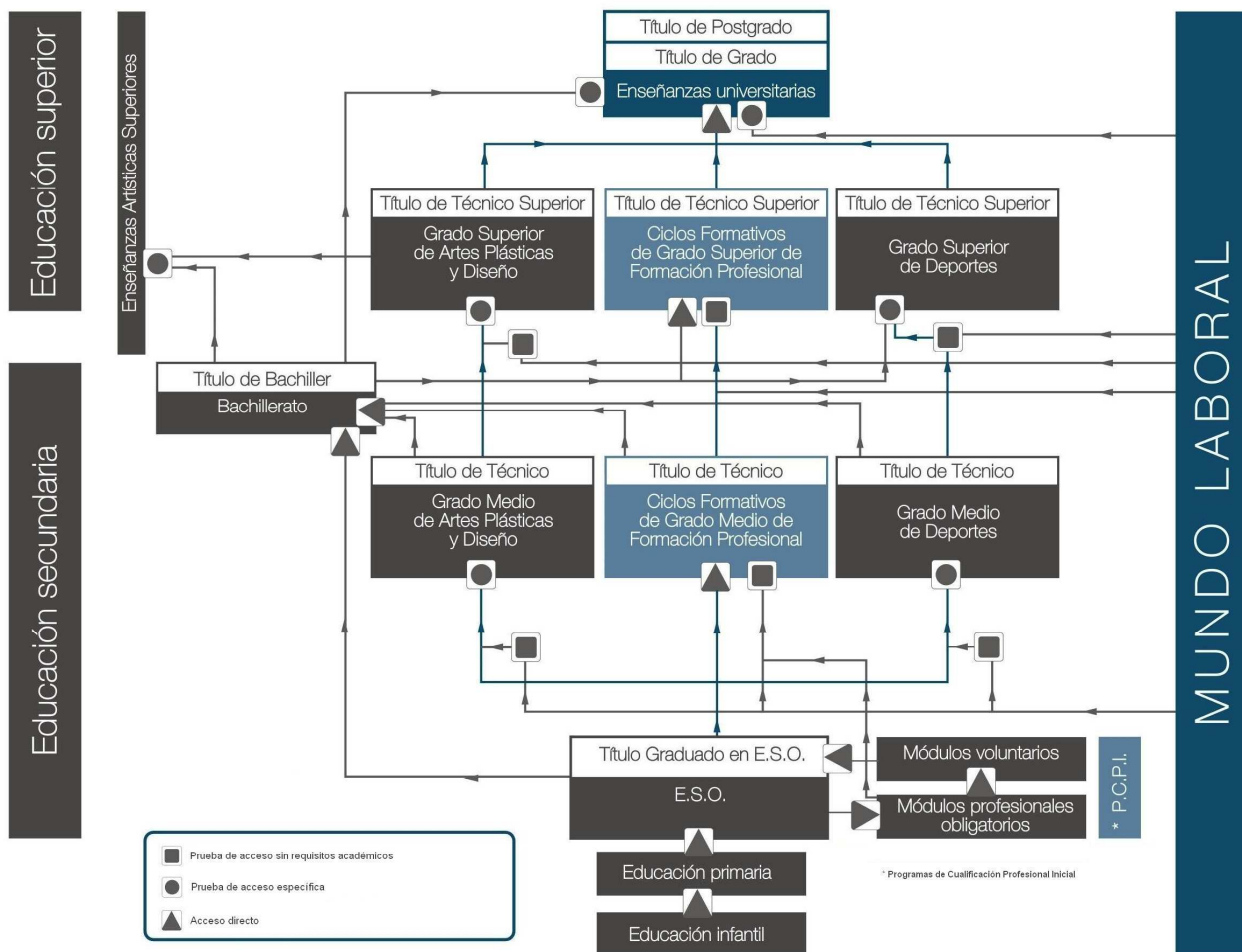 Educación superior
Enseñanzas Artísticas Superiores
Título de Postgrado
Título de Grado
Enseñanzas universitarias
Título de Técnico Superior
Grado Superior
de Artes Plásticas
y Diseño
Título de Técnico Superior
Ciclos Formativos
de Grado Superior de
Formación Profesional
Título de Técnico Superior
Grado Superior
de Deportes
MUNDO LABORAL
Educación secundaria
Título de Bachiller
Bachillerato
Título de Técnico
Grado Medio
de Artes Plásticas
y Diseño
Título de Técnico
Ciclos Formativos
de Grado Medio de
Formación Profesional
Título de Técnico
Grado Medio
de Deportes
Título Graduado en E.S.O.
E.S.O.
Módulos voluntarios
Módulos profesionales
obligatorios
* P.C.P.I.
Educación primaria
Educación infantil
* Programas de Cualificación Profesional Inicial
Prueba de acceso sin requisitos académicos
Prueba de acceso específica
Acceso directo